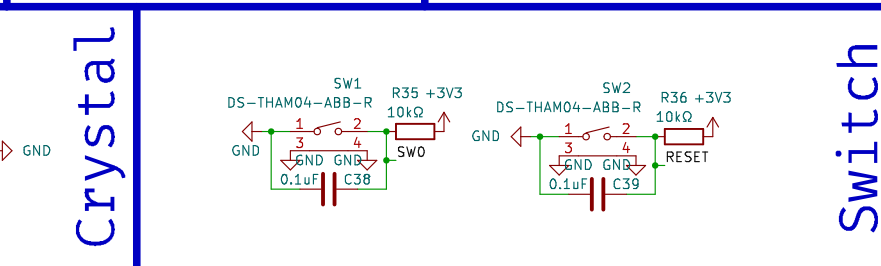 Crystal
GND
SW1
DS-THAM04-ABB-R
R35 +3V3
10kΩ
1 2
GND
3 4
GND GND
SW0
0.1uF C38
SW2
DS-THAM04-ABB-R
R36 +3V3
10kΩ
GND
1 2
3 4
GND GND
RESET
0.1uF C39
Switch